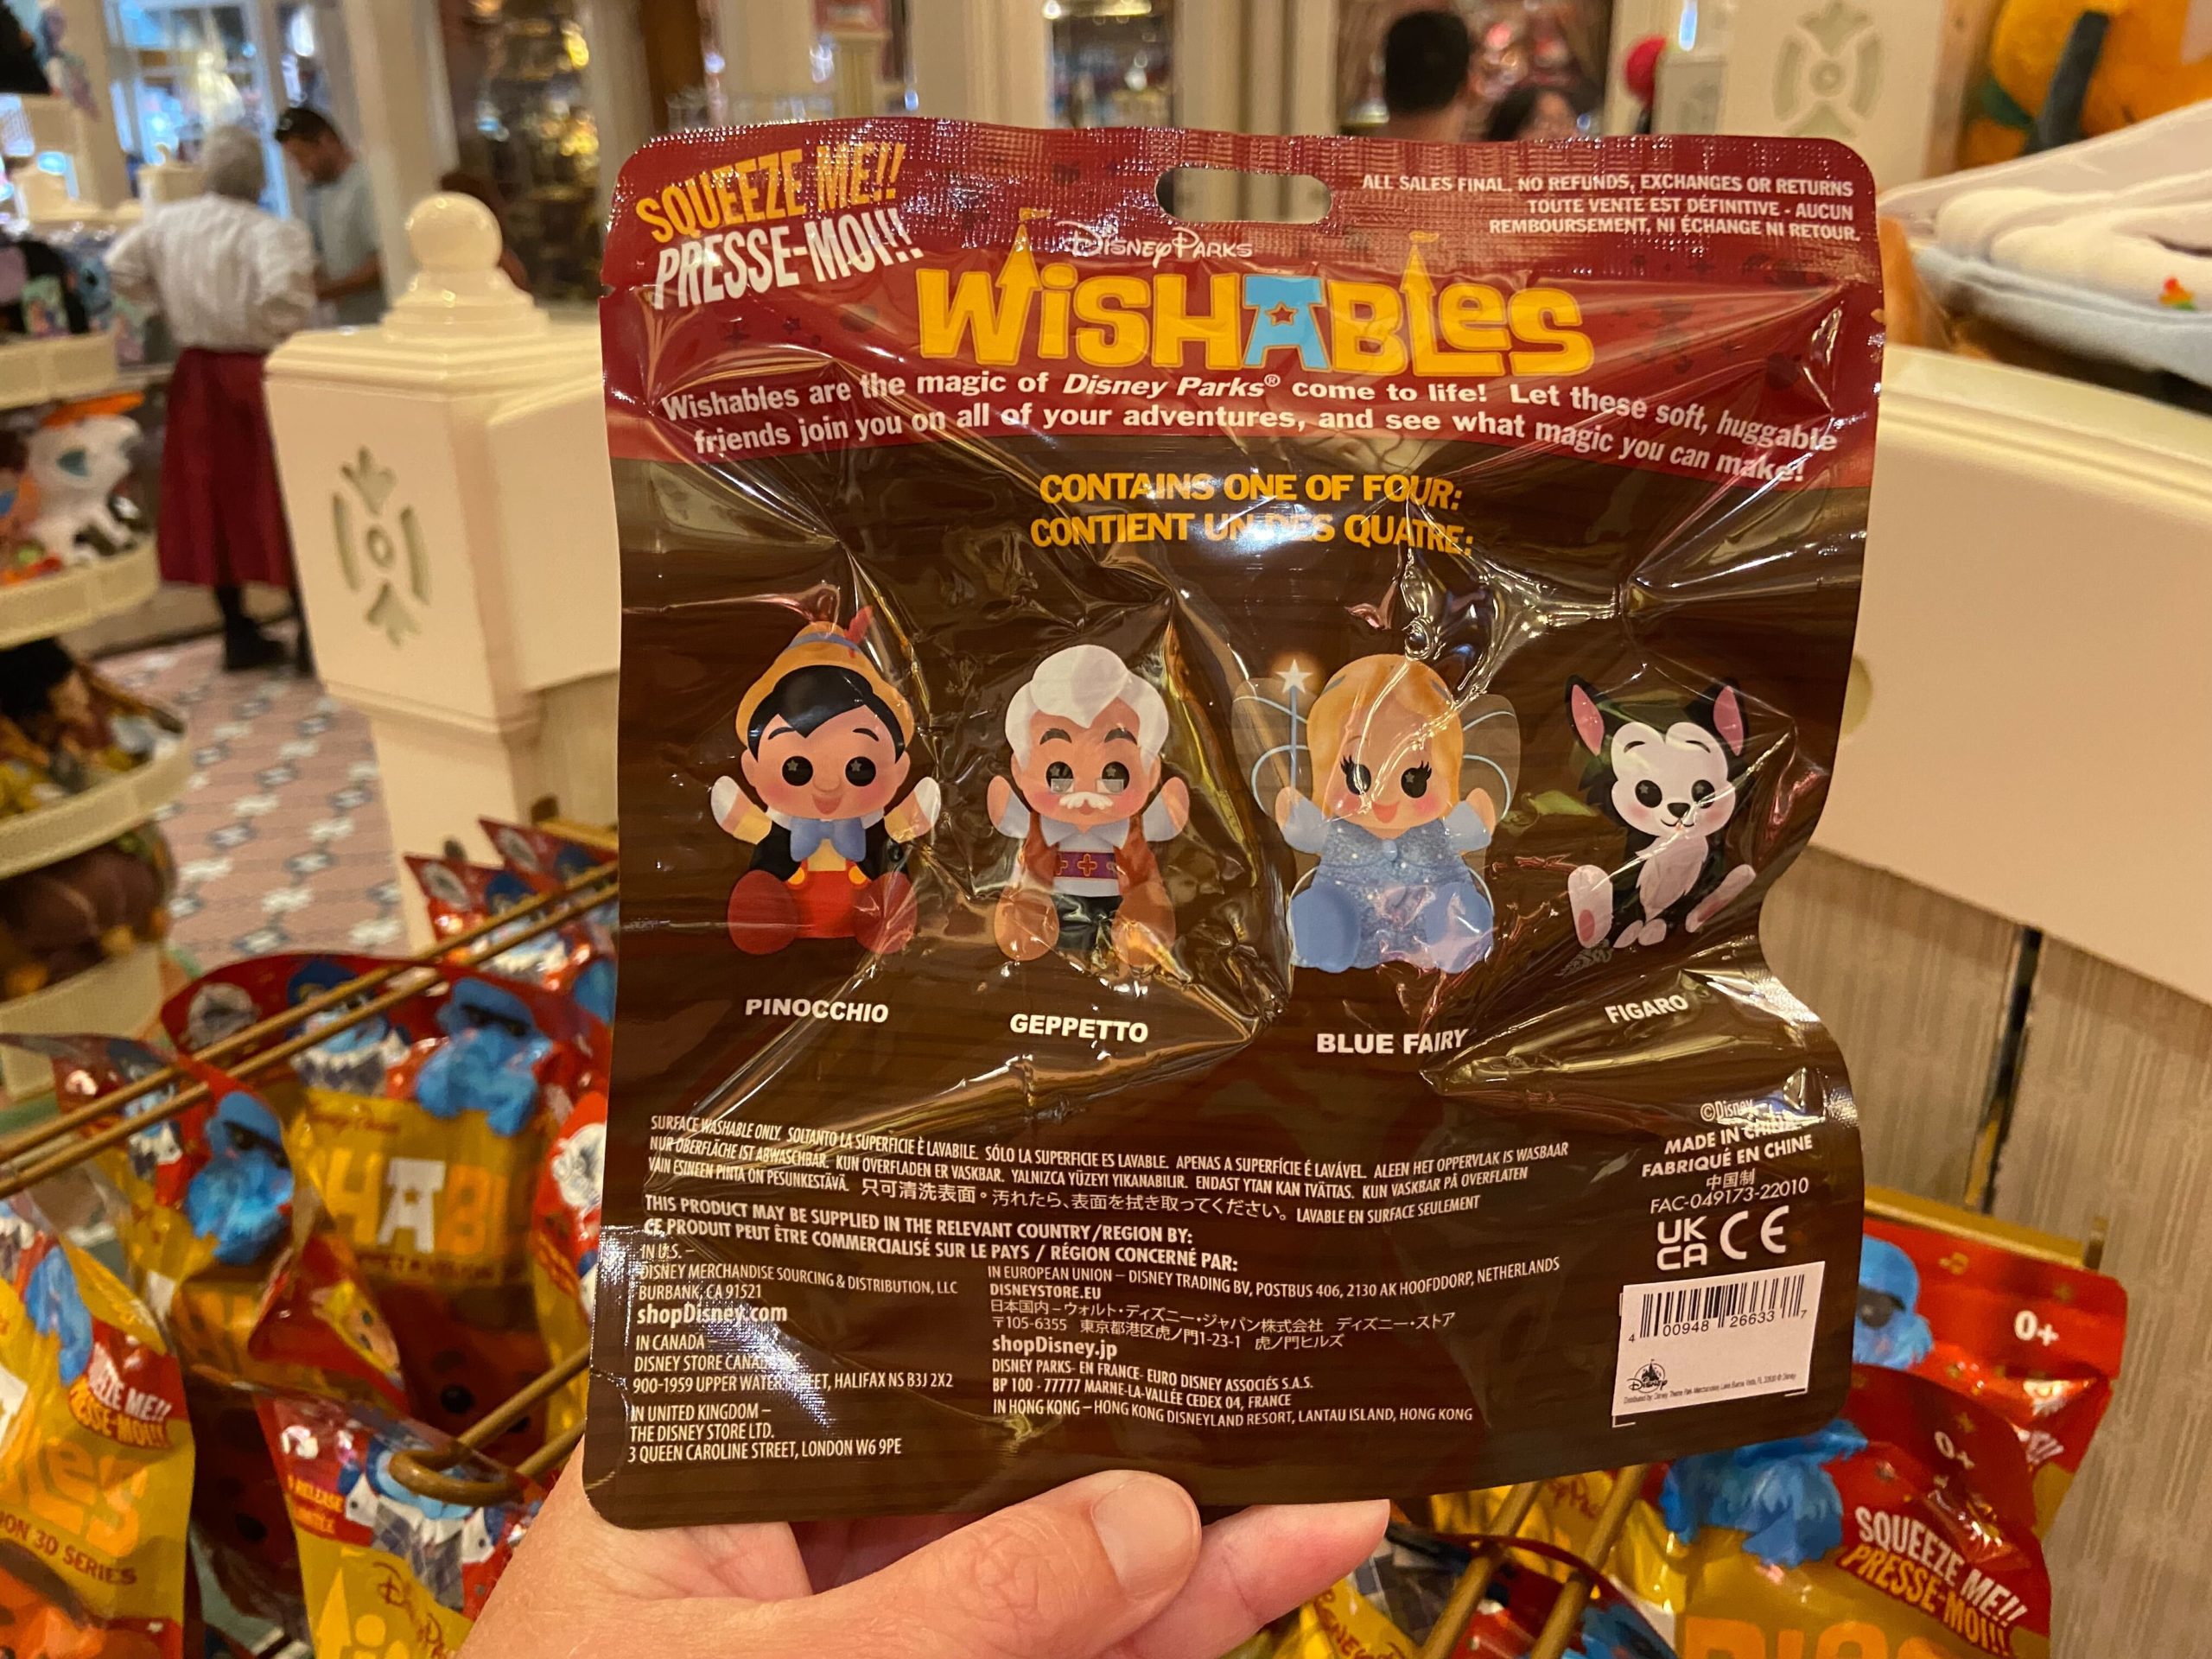 SQUEEZE ME!!
PRESSE-MOI!!!
ALL SALES FINAL. NO REFUNDS, EXCHANGES OR RETURNS
TOUTE VENTE EST DÉFINITIVE - AUCUN
REMBOURSEMENT, NI ÉCHANGE NI RETOUR.
Disney Parks
WiSHABLeS
Wishables are the magic of Disney Parks® come to life! Let these soft, huggable
friends join you on all of your adventures, and see what magic you can make!
CONTAINS ONE OF FOUR:
CONTIENT UN DES QUATRE:
PINOCCHIO
GEPPETTO
BLUE FAIRY
FIGARO
SURFACE WASHABLE ONLY. SOLTANTO LA SUPERFICIE È LAVABILE. SÓLO LA SUPERFICIE ES LAVABLE. APENAS A SUPERFÍCIE É LAVÁVEL. ALEEN HET OPPERVLAK IS WASBAAR
NUR OBERFLÄCHE IST ABWASCHBAR. KUN OVERFLADEN ER VASKBAR. YALNIZCA YÜZEYİ YIKANABILIR. ENDAST YTAN KAN TVÄTTAS. KUN VASKBAR PÅ OVERFLATEN
VAIN ESINEEN PINTA ON PESUNKESTÄVÄ. 只可清洗表面。汚れたら、表面を拭き取ってください。LAVABLE EN SURFACE SEULEMENT
THIS PRODUCT MAY BE SUPPLIED IN THE RELEVANT COUNTRY/REGION BY:
CE PRODUIT PEUT ÊTRE COMMERCIALISÉ SUR LE PAYS / RÉGION CONCERNÉ PAR:
IN U.S. –
DISNEY MERCHANDISE SOURCING & DISTRIBUTION, LLC
BURBANK, CA 91521
shopDisney.com
IN CANADA –
DISNEY STORE
900-1959 UPPER HALIFAX NS B3J 2X2
IN UNITED KINGDOM –
THE DISNEY STORE LTD.
3 QUEEN CAROLINE STREET, LONDON W6 9PE
IN EUROPEAN UNION – DISNEY TRADING BV, POSTBUS 406, 2130 AK HOOFDDORP, NETHERLANDS
DISNEYSTORE.EU
日本国内–ウォルト・ディズニー・ジャパン株式会社 ディズニー・ストア
〒105-6355 東京都港区虎ノ門1-23-1 虎ノ門ヒルズ
shopDisney.jp
DISNEY PARKS- EN FRANCE- EURO DISNEY ASSOCIÉS S.A.S.
BP 100 - 77777 MARNE-LA-VALLÉE CEDEX 04, FRANCE
IN HONG KONG – HONG KONG DISNEYLAND RESORT, LANTAU ISLAND, HONG KONG
©Disney
MADE IN CHINA
FABRIQUÉ EN CHINE
中国制
FAC-049173-22010
UK
CA CE
4 00948 26633 7
Disney
0+
0+
SQUEEZE ME!!
PRESSE-MOI!!
3D SERIES
RELEASE